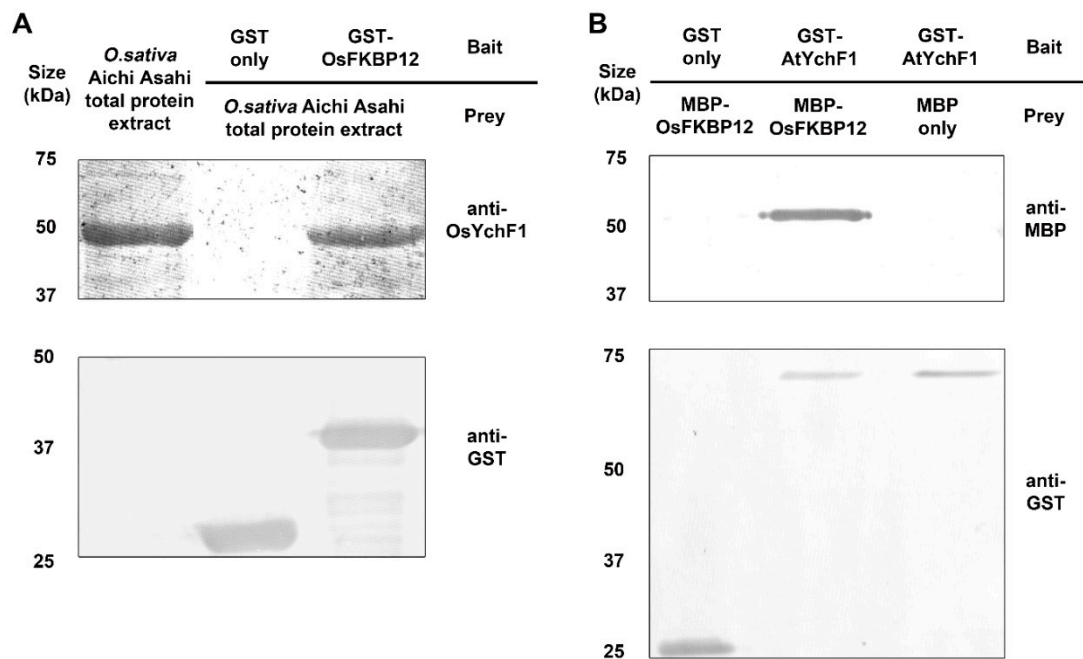 A
Size
(kDa)
O.sativa
Aichi Asahi
total protein
extract
GST
only
GST-
OsFKBP12
Bait
O.sativa Aichi Asahi
total protein extract
Prey
75
50
37
anti-
OsYchF1
50
37
25
anti-
GST
B
Size
(kDa)
GST
only
GST-
AtYchF1
GST-
AtYchF1
Bait
MBP-
OsFKBP12
MBP-
OsFKBP12
MBP
only
Prey
75
50
37
anti-
MBP
75
50
37
25
anti-
GST